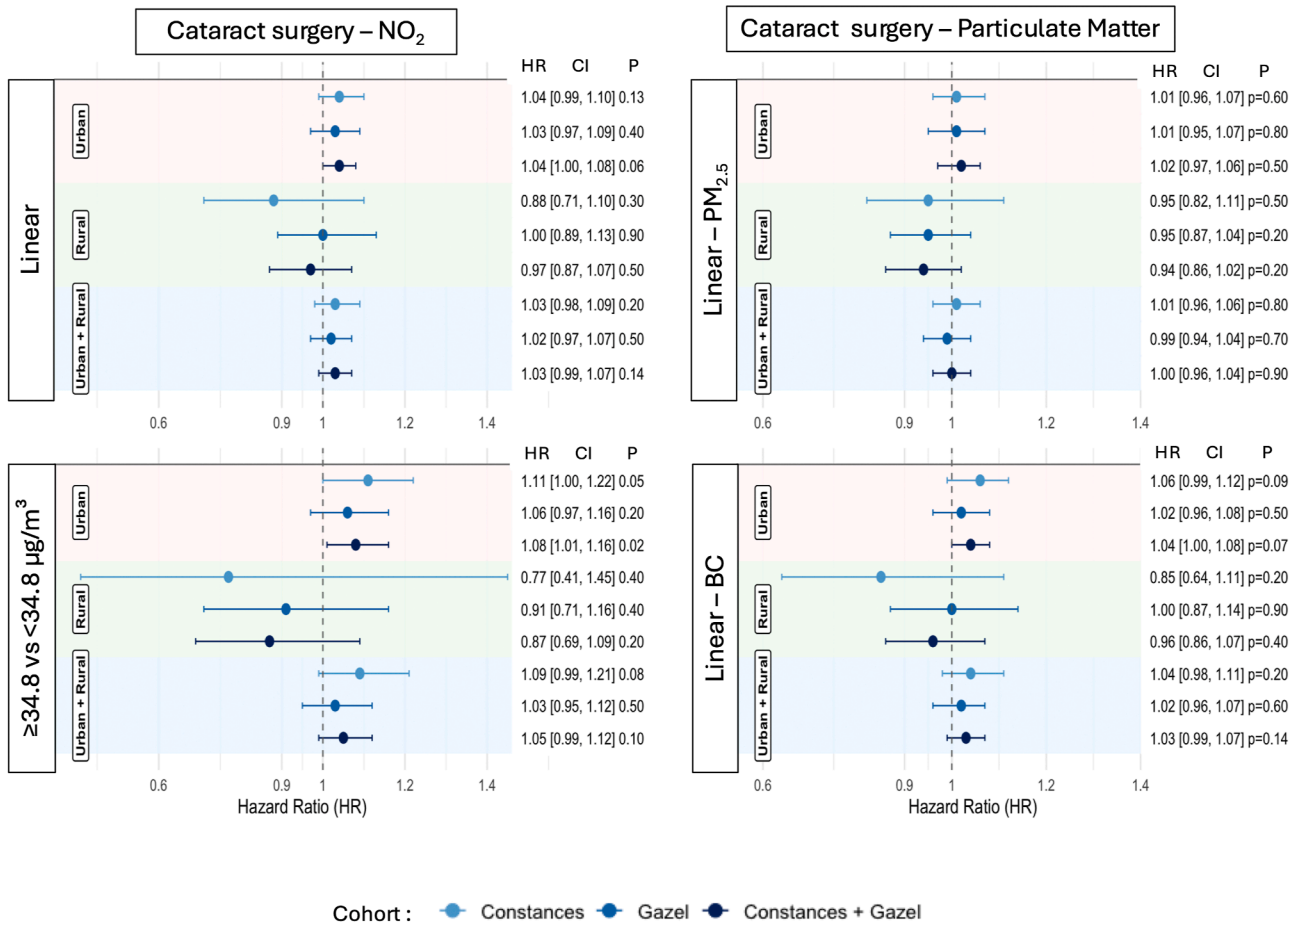 Cataract surgery – NO₂
HR CI P
Linear
Urban
1.04 [0.99, 1.10] 0.13
1.03 [0.97, 1.09] 0.40
1.04 [1.00, 1.08] 0.06
Rural
0.88 [0.71, 1.10] 0.30
1.00 [0.89, 1.13] 0.90
0.97 [0.87, 1.07] 0.50
Urban + Rural
1.03 [0.98, 1.09] 0.20
1.02 [0.97, 1.07] 0.50
1.03 [0.99, 1.07] 0.14
0.6 0.9 1 1.2 1.4
HR CI P
≥34.8 vs <34.8 µg/m³
Urban
1.11 [1.00, 1.22] 0.05
1.06 [0.97, 1.16] 0.20
1.08 [1.01, 1.16] 0.02
Rural
0.77 [0.41, 1.45] 0.40
0.91 [0.71, 1.16] 0.40
0.87 [0.69, 1.09] 0.20
Urban + Rural
1.09 [0.99, 1.21] 0.08
1.03 [0.95, 1.12] 0.50
1.05 [0.99, 1.12] 0.10
0.6 0.9 1 1.2 1.4
Hazard Ratio (HR)
Cataract surgery – Particulate Matter
HR CI P
Linear – PM₂.₅
Urban
1.01 [0.96, 1.07] p=0.60
1.01 [0.95, 1.07] p=0.80
1.02 [0.97, 1.06] p=0.50
Rural
0.95 [0.82, 1.11] p=0.50
0.95 [0.87, 1.04] p=0.20
0.94 [0.86, 1.02] p=0.20
Urban + Rural
1.01 [0.96, 1.06] p=0.80
0.99 [0.94, 1.04] p=0.70
1.00 [0.96, 1.04] p=0.90
0.6 0.9 1 1.2 1.4
HR CI P
Linear – BC
Urban
1.06 [0.99, 1.12] p=0.09
1.02 [0.96, 1.08] p=0.50
1.04 [1.00, 1.08] p=0.07
Rural
0.85 [0.64, 1.11] p=0.20
1.00 [0.87, 1.14] p=0.90
0.96 [0.86, 1.07] p=0.40
Urban + Rural
1.04 [0.98, 1.11] p=0.20
1.02 [0.96, 1.07] p=0.60
1.03 [0.99, 1.07] p=0.14
0.6 0.9 1 1.2 1.4
Hazard Ratio (HR)
Cohort : Constances Gazel Constances + Gazel